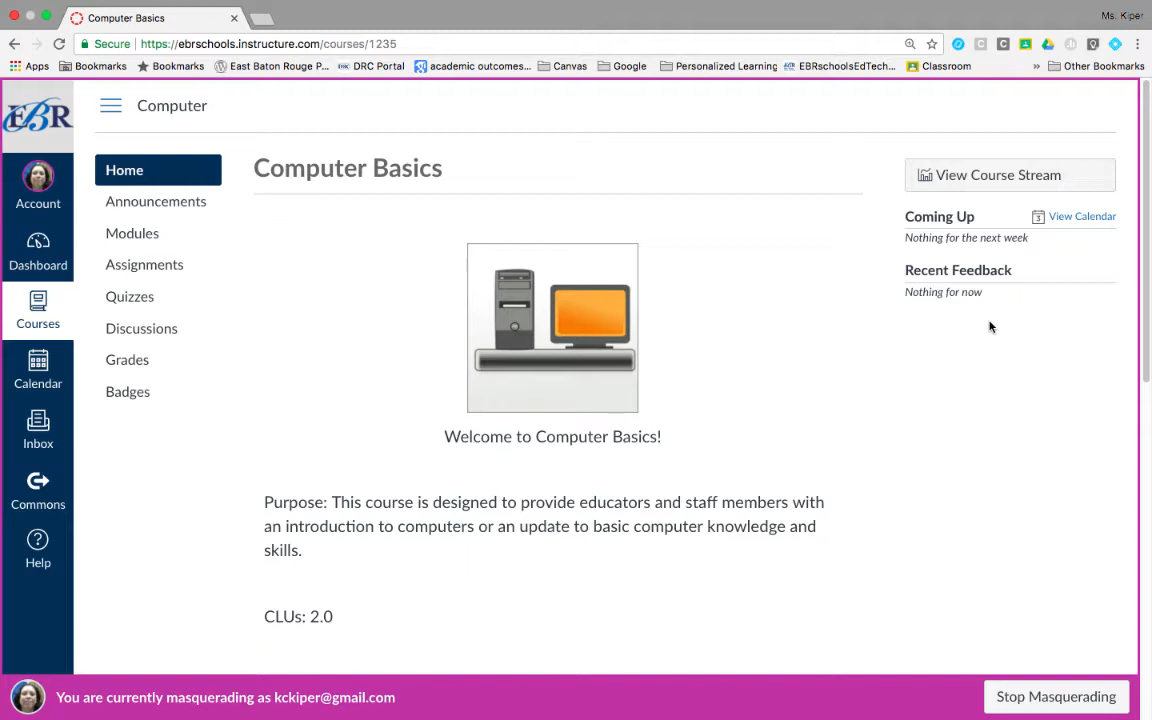 Computer Basics
Ms. Kiper
Secure
https://ebrschools.instructure.com/courses/1235
Apps
Bookmarks
Bookmarks
East Baton Rouge P...
DRC Portal
academic outcomes...
Canvas
Google
Personalized Learning
EBRschoolsEdTech...
Classroom
»
Other Bookmarks
EBR
Computer
Account
Dashboard
Courses
Calendar
Inbox
Commons
Help
Home
Announcements
Modules
Assignments
Quizzes
Discussions
Grades
Badges
Computer Basics
Welcome to Computer Basics!
Purpose: This course is designed to provide educators and staff members with
an introduction to computers or an update to basic computer knowledge and
skills.
CLUs: 2.0
View Course Stream
Coming Up
3 View Calendar
Nothing for the next week
Recent Feedback
Nothing for now
You are currently masquerading as kckiper@gmail.com
Stop Masquerading